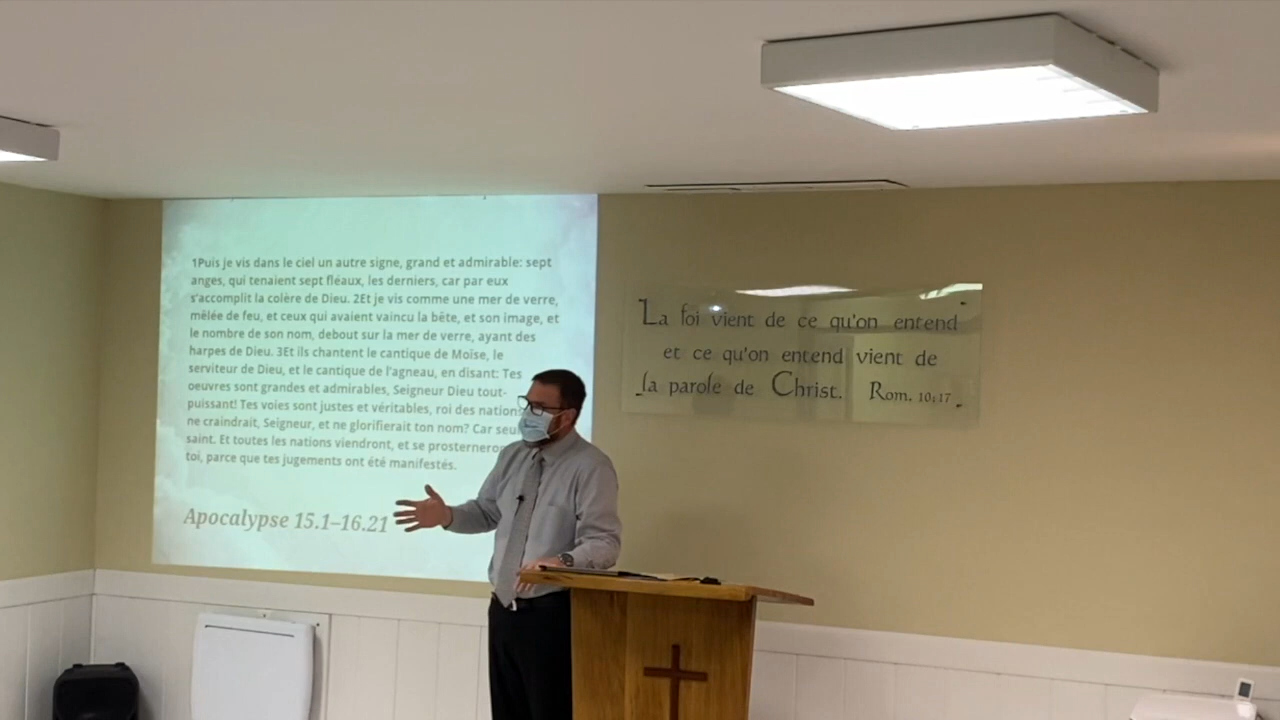 1Puis je vis dans le ciel un autre signe, grand et admirable: sept
anges, qui tenaient sept fléaux, les derniers, car par eux
s'accomplit la colère de Dieu. 2Et je vis comme une mer de verre,
mêlée de feu, et ceux qui avaient vaincu la bête, et son image, et
le nombre de son nom, debout sur la mer de verre, ayant des
harpes de Dieu. 3Et ils chantent le cantique de Moïse, le
serviteur de Dieu, et le cantique de l'agneau, en disant: Tes
oeuvres sont grandes et admirables, Seigneur Dieu tout-
puissant! Tes voies sont justes et véritables, roi des nations
ne craindrait, Seigneur, et ne glorifierait ton nom? Car seul
saint. Et toutes les nations viendront, et se prosterneron
toi, parce que tes jugements ont été manifestés.
Apocalypse 15.1–16.21
La foi vient de ce qu'on entend
et ce qu'on entend vient de
la parole de Christ. Rom. 10:17